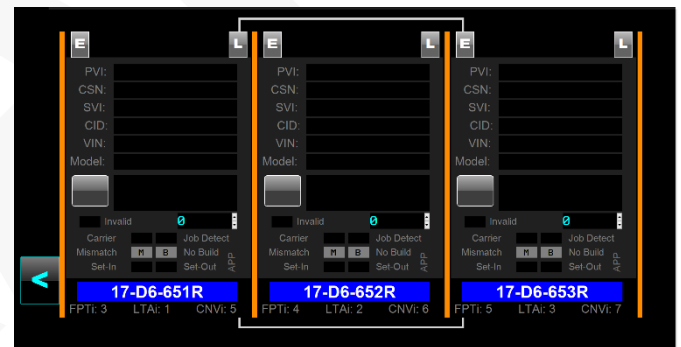 E L E L E L
PVI: PVI: PVI:
CSN: CSN: CSN:
SVI: SVI: SVI:
CID: CID: CID:
VIN: VIN: VIN:
Model: Model: Model:
Invalid 0 Invalid 0 Invalid 0
Carrier Job Detect Carrier Job Detect Carrier Job Detect
Mismatch M B No Build Mismatch M B No Build Mismatch M B No Build
Set-In Set-Out APP Set-In Set-Out APP Set-In Set-Out APP
<
17-D6-651R 17-D6-652R 17-D6-653R
FPTi: 3 LTAi: 1 CNVi: 5 FPTi: 4 LTAi: 2 CNVi: 6 FPTi: 5 LTAi: 3 CNVi: 7